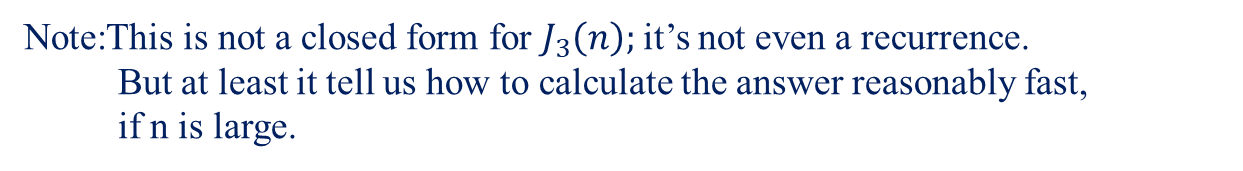 Note:This is not a closed form for J₃(n); it’s not even a recurrence.
But at least it tell us how to calculate the answer reasonably fast,
if n is large.